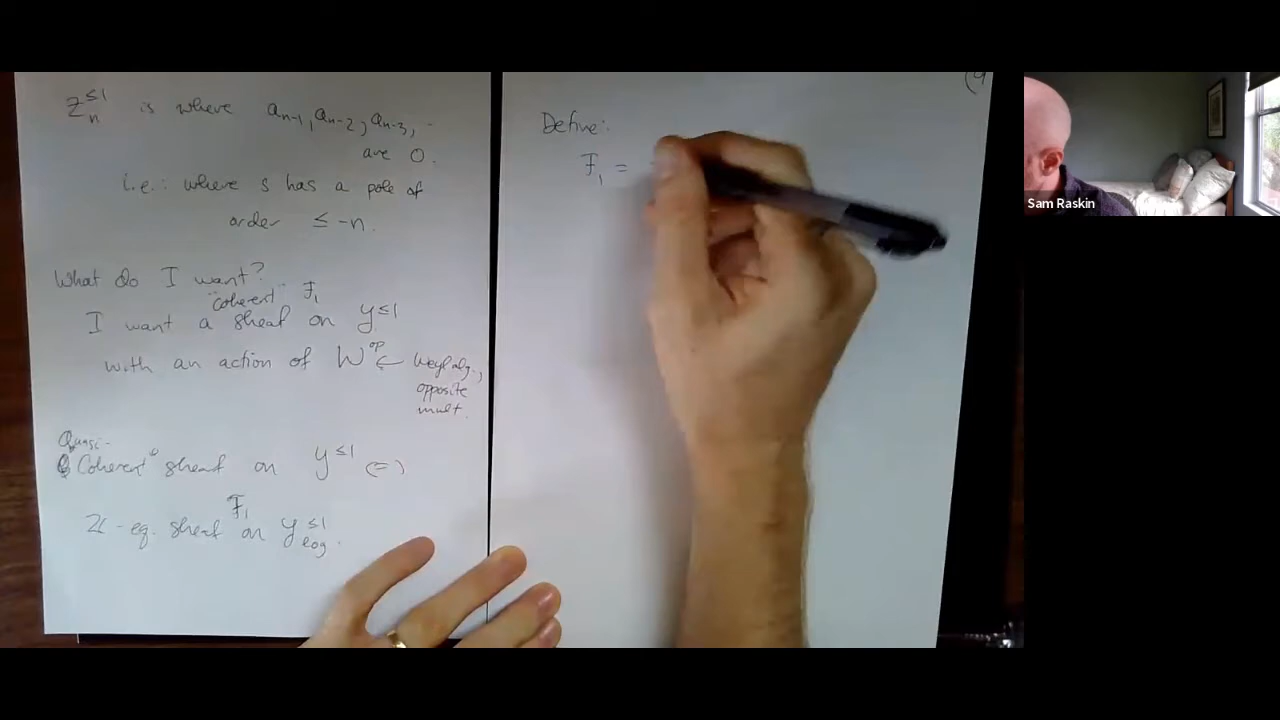 Z_n^{≤1} is where a_{n-1}, a_{n-2}, a_{n-3}, ..
are 0.
i.e.: where s has a pole of
order ≤ -n.
What do I want?
"coherent" F_1
I want a sheaf on Y^{≤1}
with an action of W^{op} ← Weyl alg.,
opposite
mult.
Quasi-
"Coherent" sheaf on Y^{≤1} (=)
F_1
ℤ-eq. sheaf on Y_{log}^{≤1}.
(9
Define:
F_1 =
Sam Raskin